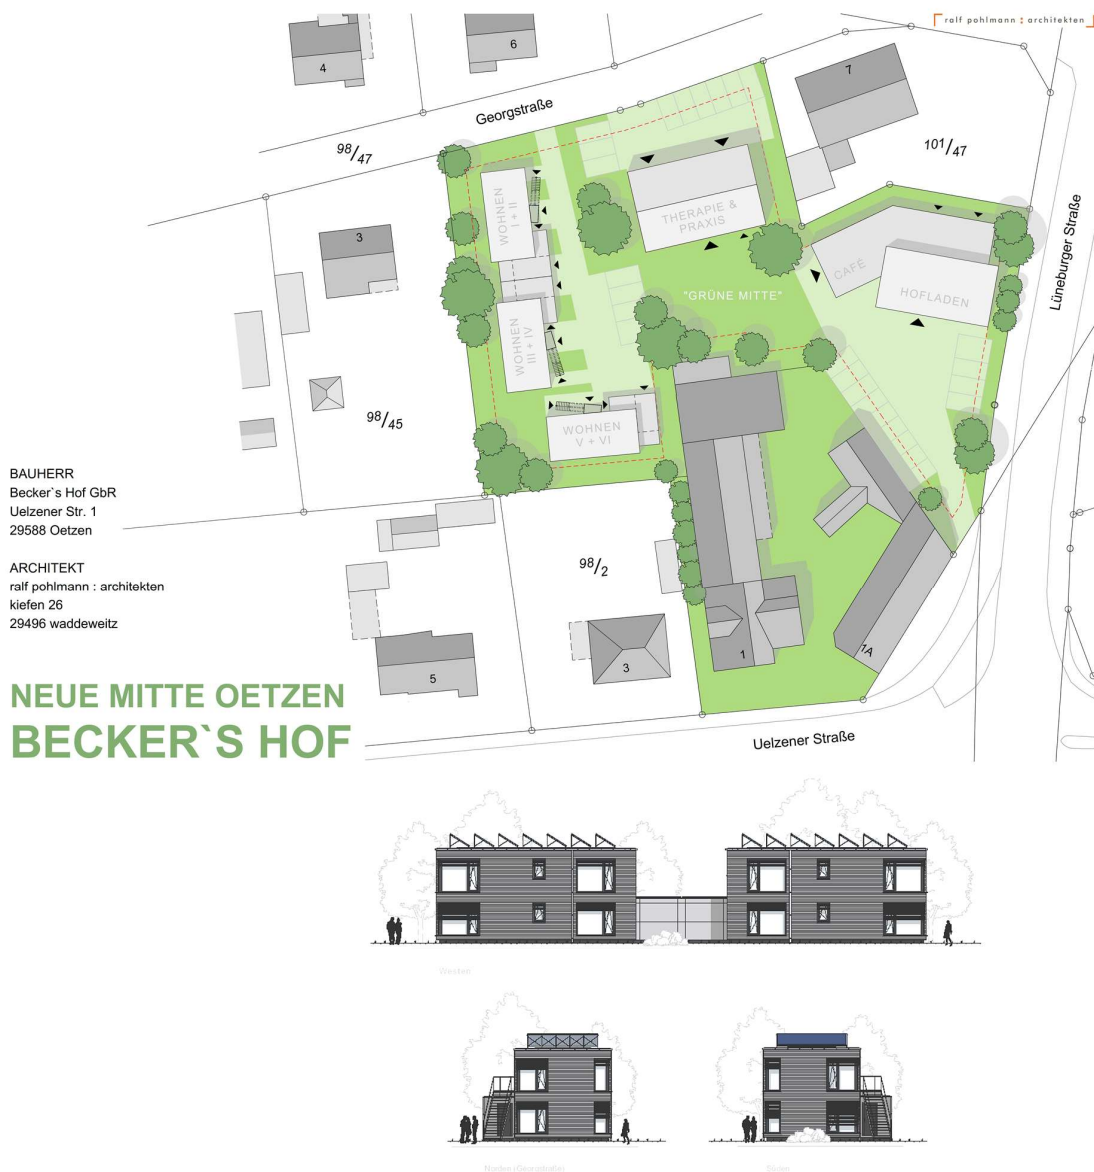 ralf pohlmann : architekten
4
6
7
Georgstraße
98/47
101/47
WOHNEN
I + II
THERAPIE &
PRAXIS
3
CAFÉ
HOFLADEN
Lüneburger Straße
"GRÜNE MITTE"
WOHNEN
III + IV
98/45
WOHNEN
V + VI
BAUHERR
Becker`s Hof GbR
Uelzener Str. 1
29588 Oetzen
ARCHITEKT
ralf pohlmann : architekten
kiefen 26
29496 waddeweitz
98/2
1
1A
3
5
NEUE MITTE OETZEN
BECKER`S HOF
Uelzener Straße
Westen
Norden (Georgstraße)
Süden